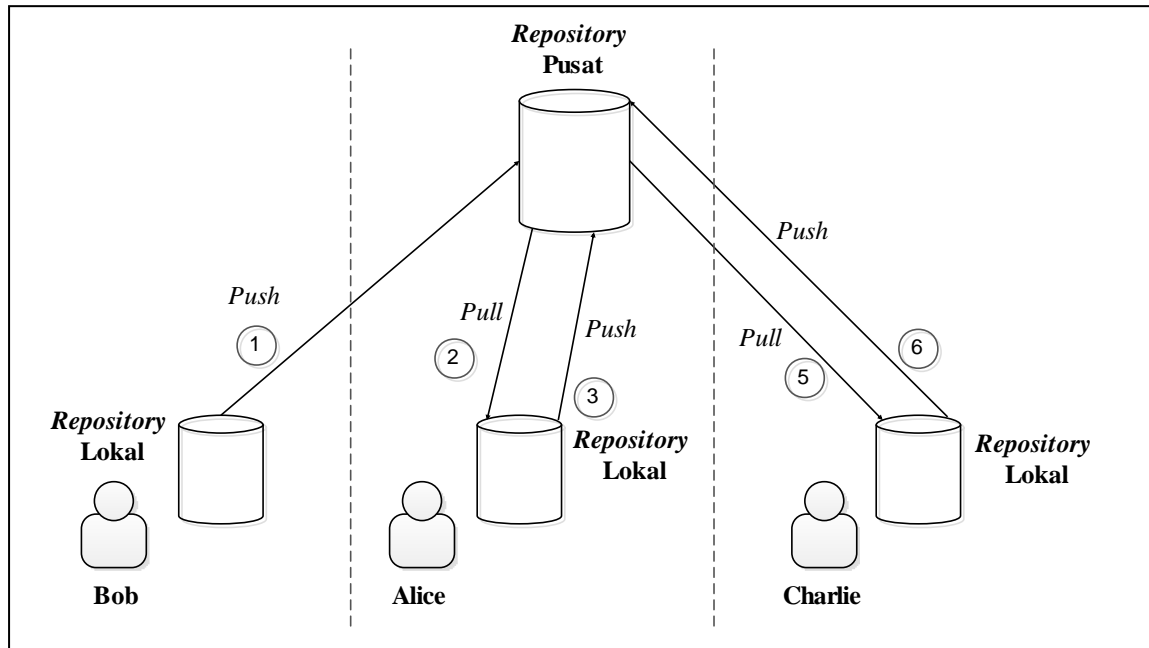 Repository
Pusat
Push
1
Pull
2
Push
3
Push
6
Pull
5
Repository
Lokal
Bob
Repository
Lokal
Alice
Repository
Lokal
Charlie